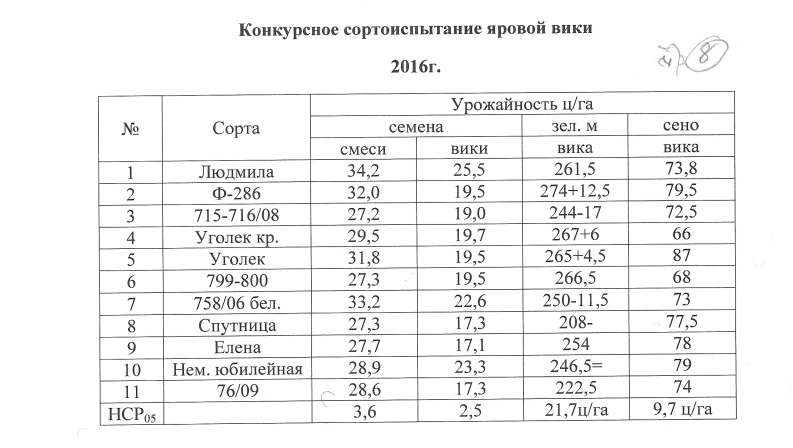 Конкурсное сортоиспытание яровой вики
2016г.
8
№ Сорта Урожайность ц/га
семена зел. м сено
смеси вики вика вика
1 Людмила 34,2 25,5 261,5 73,8
2 Ф-286 32,0 19,5 274+12,5 79,5
3 715-716/08 27,2 19,0 244-17 72,5
4 Уголек кр. 29,5 19,7 267+6 66
5 Уголек 31,8 19,5 265+4,5 87
6 799-800 27,3 19,5 266,5 68
7 758/06 бел. 33,2 22,6 250-11,5 73
8 Спутница 27,3 17,3 208- 77,5
9 Елена 27,7 17,1 254 78
10 Нем. юбилейная 28,9 23,3 246,5= 79
11 76/09 28,6 17,3 222,5 74
НСР05 3,6 2,5 21,7ц/га 9,7 ц/га